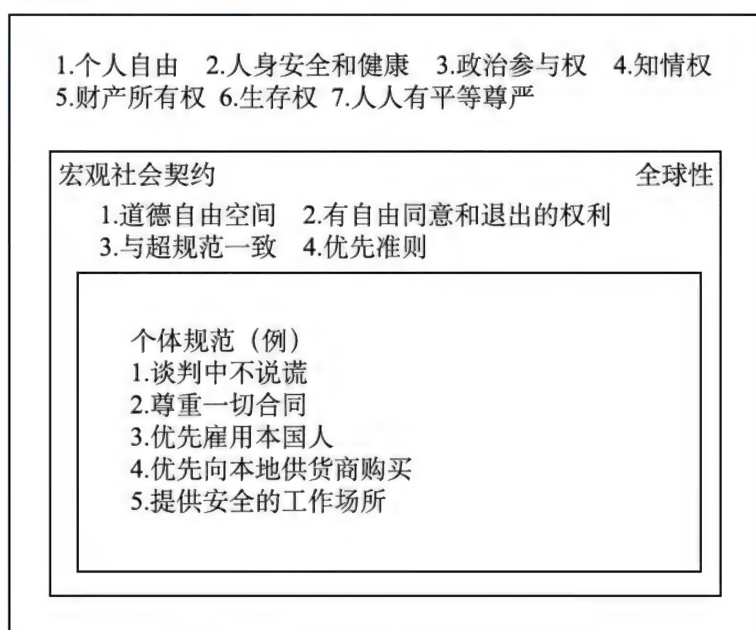 1.个人自由 2.人身安全和健康 3.政治参与权 4.知情权
5.财产所有权 6.生存权 7.人人有平等尊严
宏观社会契约 全球性
1.道德自由空间 2.有自由同意和退出的权利
3.与超规范一致 4.优先准则
个体规范（例）
1.谈判中不说谎
2.尊重一切合同
3.优先雇用本国人
4.优先向本地供货商购买
5.提供安全的工作场所